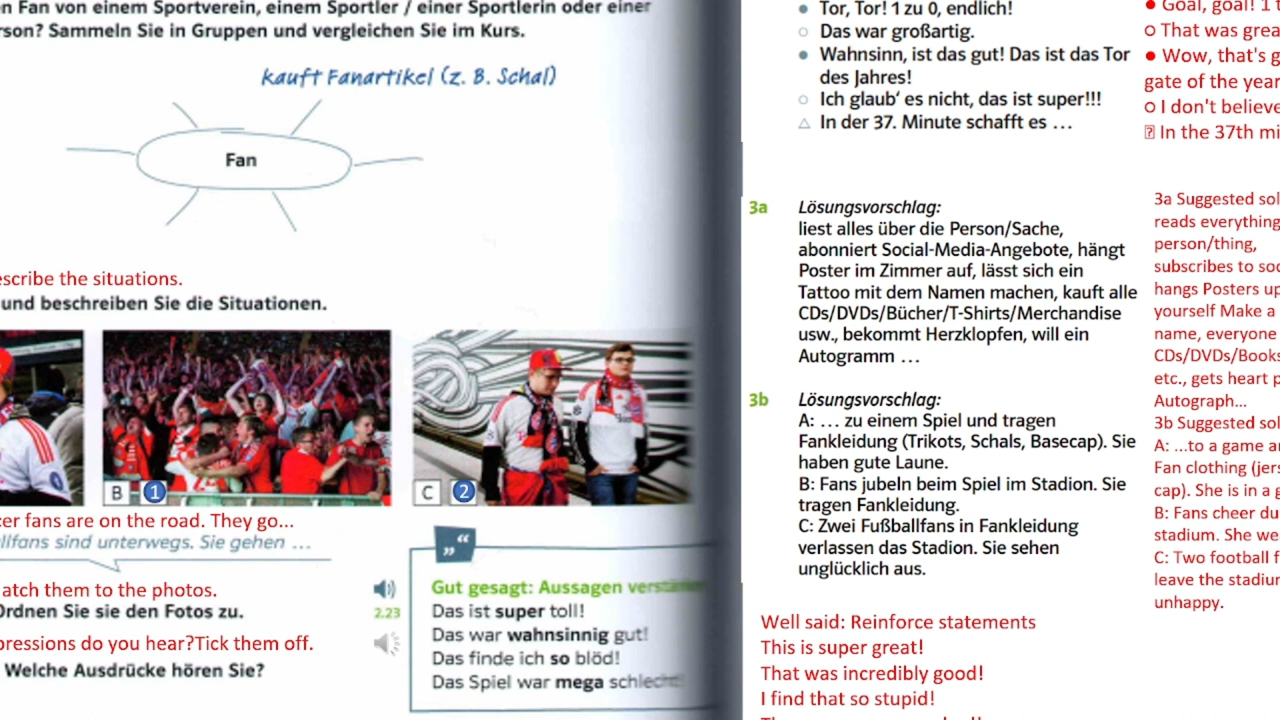 en Fan von einem Sportverein, einem Sportler / einer Sportlerin oder einer
rson? Sammeln Sie in Gruppen und vergleichen Sie im Kurs.
kauft Fanartikel (z. B. Schal)
Fan
escribe the situations.
und beschreiben Sie die Situationen.
B 1
C 2
cer fans are on the road. They go...
llfans sind unterwegs. Sie gehen ...
atch them to the photos.
Ordnen Sie sie den Fotos zu.
2.23
pressions do you hear?Tick them off.
Welche Ausdrücke hören Sie?
„“
Gut gesagt: Aussagen verstärken
Das ist super toll!
Das war wahnsinnig gut!
Das finde ich so blöd!
Das Spiel war mega schlecht!
● Tor, Tor! 1 zu 0, endlich!
○ Das war großartig.
● Wahnsinn, ist das gut! Das ist das Tor
des Jahres!
○ Ich glaub‘ es nicht, das ist super!!!
△ In der 37. Minute schafft es …
3a Lösungsvorschlag:
liest alles über die Person/Sache,
abonniert Social-Media-Angebote, hängt
Poster im Zimmer auf, lässt sich ein
Tattoo mit dem Namen machen, kauft alle
CDs/DVDs/Bücher/T-Shirts/Merchandise
usw., bekommt Herzklopfen, will ein
Autogramm …
3b Lösungsvorschlag:
A: … zu einem Spiel und tragen
Fankleidung (Trikots, Schals, Basecap). Sie
haben gute Laune.
B: Fans jubeln beim Spiel im Stadion. Sie
tragen Fankleidung.
C: Zwei Fußballfans in Fankleidung
verlassen das Stadion. Sie sehen
unglücklich aus.
Well said: Reinforce statements
This is super great!
That was incredibly good!
I find that so stupid!
● Goal, goal! 1 t
○ That was grea
● Wow, that's g
gate of the year
○ I don't believe
In the 37th mi
3a Suggested sol
reads everything
person/thing,
subscribes to soc
hangs Posters up
yourself Make a
name, everyone
CDs/DVDs/Books
etc., gets heart p
Autograph...
3b Suggested sol
A: ...to a game a
Fan clothing (jers
cap). She is in a g
B: Fans cheer du
stadium. She we
C: Two football f
leave the stadiu
unhappy.